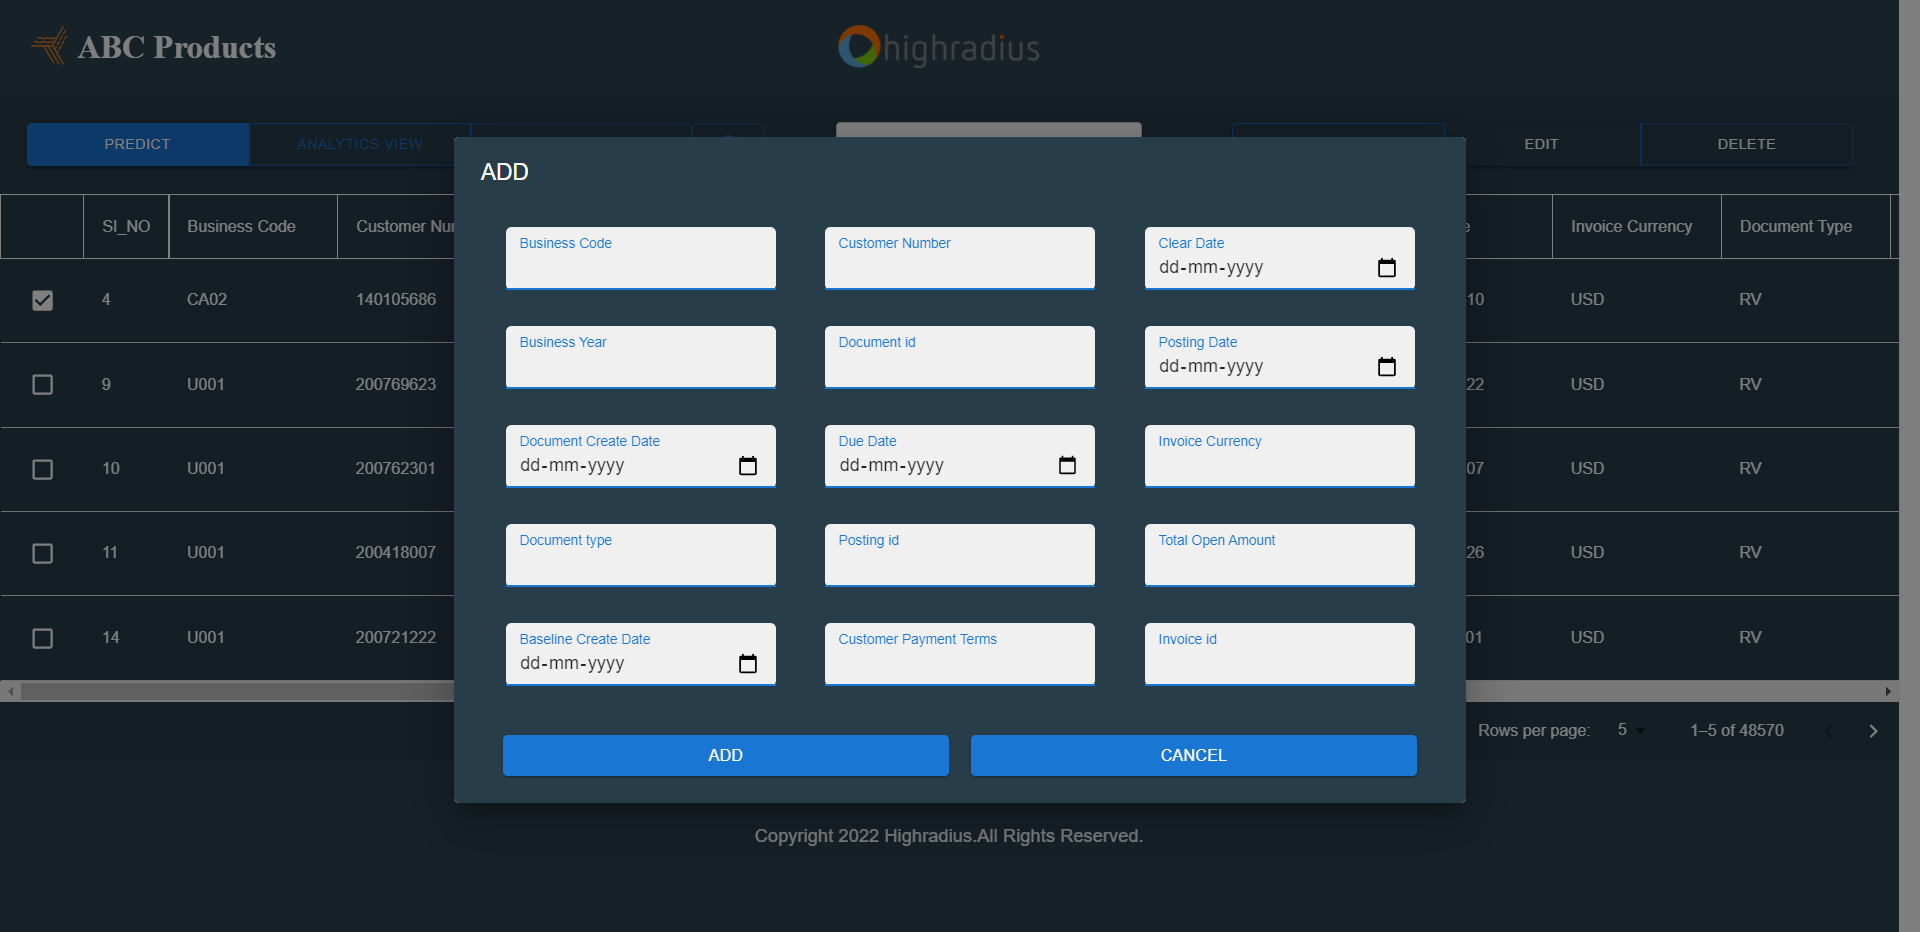 ABC Products
highradius
PREDICT
ANALYTICS VIEW
EDIT
DELETE
ADD
Sl_NO
Business Code
Invoice Currency
Document Type
4
CA02
140105686
10
USD
RV
9
U001
200769623
22
USD
RV
10
U001
200762301
07
USD
RV
11
U001
200418007
26
USD
RV
14
U001
200721222
01
USD
RV
Business Code
Customer Number
Clear Date
dd-mm-yyyy
Business Year
Document id
Posting Date
dd-mm-yyyy
Document Create Date
dd-mm-yyyy
Due Date
dd-mm-yyyy
Invoice Currency
Document type
Posting id
Total Open Amount
Baseline Create Date
dd-mm-yyyy
Customer Payment Terms
Invoice id
ADD
CANCEL
Rows per page:
5
1–5 of 48570
Copyright 2022 Highradius.All Rights Reserved.